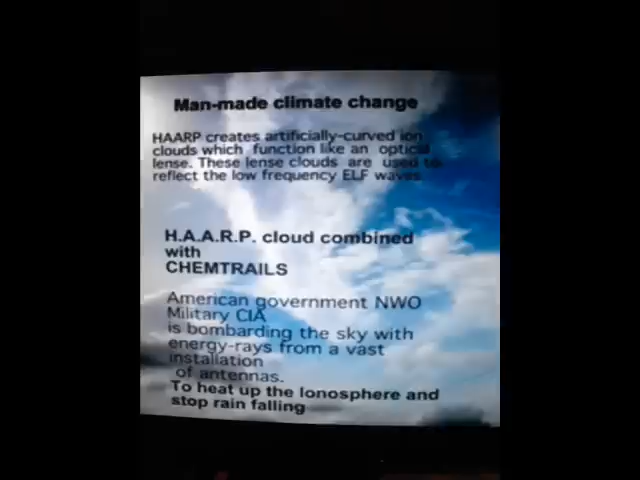 Man-made climate change
HAARP creates artificially-curved ion
clouds which function like an optical
lense. These lense clouds are used to
reflect the low frequency ELF waves
H.A.A.R.P. cloud combined
with
CHEMTRAILS
American government NWO
Military CIA
is bombarding the sky with
energy-rays from a vast
installation
of antennas.
To heat up the Ionosphere and
stop rain falling